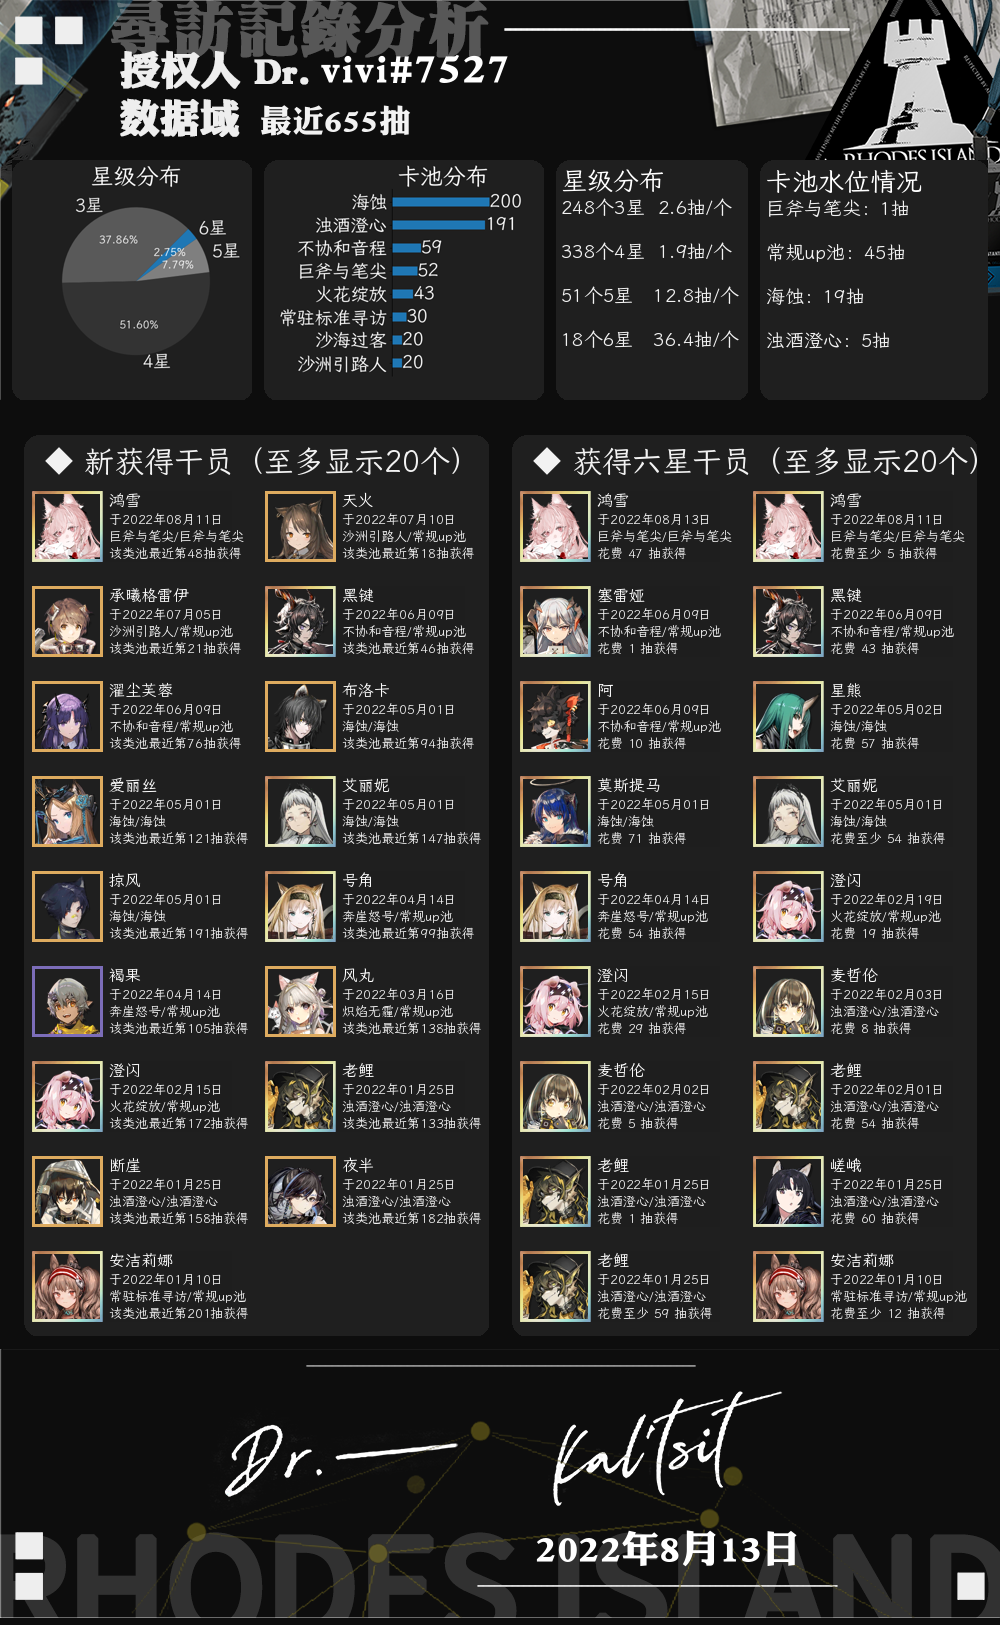 尋訪記錄分析
授权人 Dr. vivi#7527
数据域 最近655抽
RHODES ISLAND
星级分布
3星
6星
5星
4星
37.86%
2.75%
7.79%
51.60%
卡池分布
海蚀 200
浊酒澄心 191
不协和音程 59
巨斧与笔尖 52
火花绽放 43
常驻标准寻访 30
沙海过客 20
沙洲引路人 20
星级分布
248个3星 2.6抽/个
338个4星 1.9抽/个
51个5星 12.8抽/个
18个6星 36.4抽/个
卡池水位情况
巨斧与笔尖: 1抽
常规up池: 45抽
海蚀: 19抽
浊酒澄心: 5抽
◆ 新获得干员（至多显示20个）
鸿雪
于2022年08月11日
巨斧与笔尖/巨斧与笔尖
该类池最近第48抽获得
天火
于2022年07月10日
沙洲引路人/常规up池
该类池最近第18抽获得
承曦格雷伊
于2022年07月05日
沙洲引路人/常规up池
该类池最近第21抽获得
黑键
于2022年06月09日
不协和音程/常规up池
该类池最近第46抽获得
濯尘芙蓉
于2022年06月09日
不协和音程/常规up池
该类池最近第76抽获得
布洛卡
于2022年05月01日
海蚀/海蚀
该类池最近第94抽获得
爱丽丝
于2022年05月01日
海蚀/海蚀
该类池最近第121抽获得
艾丽妮
于2022年05月01日
海蚀/海蚀
该类池最近第147抽获得
掠风
于2022年05月01日
海蚀/海蚀
该类池最近第191抽获得
号角
于2022年04月14日
奔崖怒号/常规up池
该类池最近第99抽获得
褐果
于2022年04月14日
奔崖怒号/常规up池
该类池最近第105抽获得
风丸
于2022年03月16日
炽焰无霾/常规up池
该类池最近第138抽获得
澄闪
于2022年02月15日
火花绽放/常规up池
该类池最近第172抽获得
老鲤
于2022年01月25日
浊酒澄心/浊酒澄心
该类池最近第133抽获得
断崖
于2022年01月25日
浊酒澄心/浊酒澄心
该类池最近第158抽获得
夜半
于2022年01月25日
浊酒澄心/浊酒澄心
该类池最近第182抽获得
安洁莉娜
于2022年01月10日
常驻标准寻访/常规up池
该类池最近第201抽获得
◆ 获得六星干员（至多显示20个）
鸿雪
于2022年08月13日
巨斧与笔尖/巨斧与笔尖
花费 47 抽获得
鸿雪
于2022年08月11日
巨斧与笔尖/巨斧与笔尖
花费至少 5 抽获得
塞雷娅
于2022年06月09日
不协和音程/常规up池
花费 1 抽获得
黑键
于2022年06月09日
不协和音程/常规up池
花费 43 抽获得
阿
于2022年06月09日
不协和音程/常规up池
花费 10 抽获得
星熊
于2022年05月02日
海蚀/海蚀
花费 57 抽获得
莫斯提马
于2022年05月01日
海蚀/海蚀
花费 71 抽获得
艾丽妮
于2022年05月01日
海蚀/海蚀
花费至少 54 抽获得
号角
于2022年04月14日
奔崖怒号/常规up池
花费 54 抽获得
澄闪
于2022年02月19日
火花绽放/常规up池
花费 19 抽获得
澄闪
于2022年02月15日
火花绽放/常规up池
花费 29 抽获得
麦哲伦
于2022年02月03日
浊酒澄心/浊酒澄心
花费 8 抽获得
麦哲伦
于2022年02月02日
浊酒澄心/浊酒澄心
花费 5 抽获得
老鲤
于2022年02月01日
浊酒澄心/浊酒澄心
花费 54 抽获得
老鲤
于2022年01月25日
浊酒澄心/浊酒澄心
花费 1 抽获得
嵯峨
于2022年01月25日
浊酒澄心/浊酒澄心
花费 60 抽获得
老鲤
于2022年01月25日
浊酒澄心/浊酒澄心
花费至少 59 抽获得
安洁莉娜
于2022年01月10日
常驻标准寻访/常规up池
花费至少 12 抽获得
Dr. — Kal'tsit
2022年8月13日
RHODES ISLAND